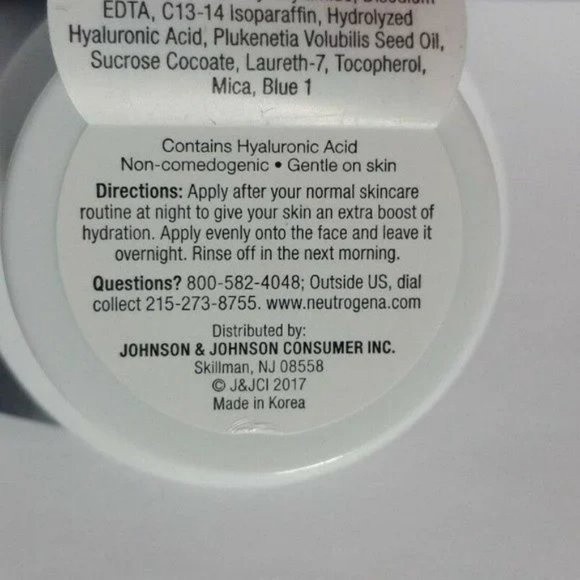 EDTA, C13-14 Isoparaffin, Hydrolyzed
Hyaluronic Acid, Plukenetia Volubilis Seed Oil,
Sucrose Cocoate, Laureth-7, Tocopherol,
Mica, Blue 1
Contains Hyaluronic Acid
Non-comedogenic • Gentle on skin
Directions: Apply after your normal skincare
routine at night to give your skin an extra boost of
hydration. Apply evenly onto the face and leave it
overnight. Rinse off in the next morning.
Questions? 800-582-4048; Outside US, dial
collect 215-273-8755. www.neutrogena.com
Distributed by:
JOHNSON & JOHNSON CONSUMER INC.
Skillman, NJ 08558
© J&JCI 2017
Made in Korea